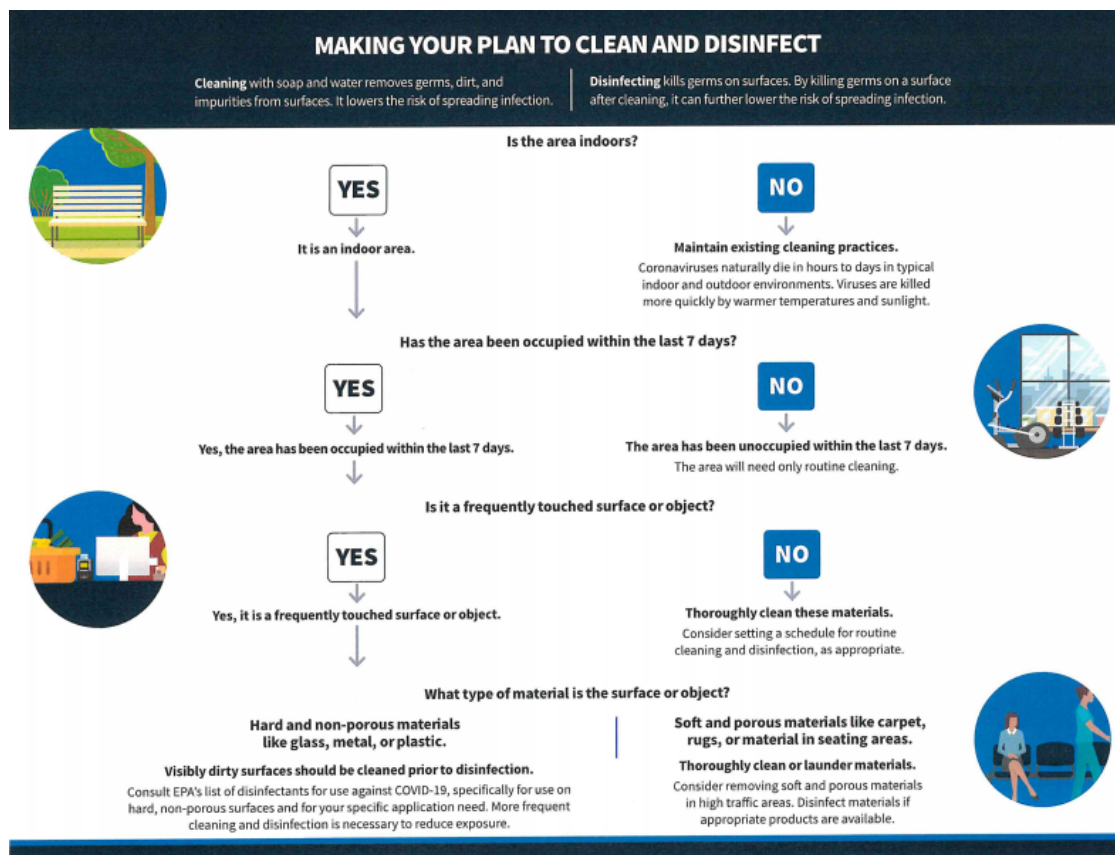 MAKING YOUR PLAN TO CLEAN AND DISINFECT
Cleaning with soap and water removes germs, dirt, and
impurities from surfaces. It lowers the risk of spreading infection.
Disinfecting kills germs on surfaces. By killing germs on a surface
after cleaning, it can further lower the risk of spreading infection.
Is the area indoors?
YES
It is an indoor area.
NO
Maintain existing cleaning practices.
Coronaviruses naturally die in hours to days in typical
indoor and outdoor environments. Viruses are killed
more quickly by warmer temperatures and sunlight.
Has the area been occupied within the last 7 days?
YES
Yes, the area has been occupied within the last 7 days.
NO
The area has been unoccupied within the last 7 days.
The area will need only routine cleaning.
Is it a frequently touched surface or object?
YES
Yes, it is a frequently touched surface or object.
NO
Thoroughly clean these materials.
Consider setting a schedule for routine
cleaning and disinfection, as appropriate.
What type of material is the surface or object?
Hard and non-porous materials
like glass, metal, or plastic.
Visibly dirty surfaces should be cleaned prior to disinfection.
Consult EPA's list of disinfectants for use against COVID-19, specifically for use on
hard, non-porous surfaces and for your specific application need. More frequent
cleaning and disinfection is necessary to reduce exposure.
Soft and porous materials like carpet,
rugs, or material in seating areas.
Thoroughly clean or launder materials.
Consider removing soft and porous materials
in high traffic areas. Disinfect materials if
appropriate products are available.